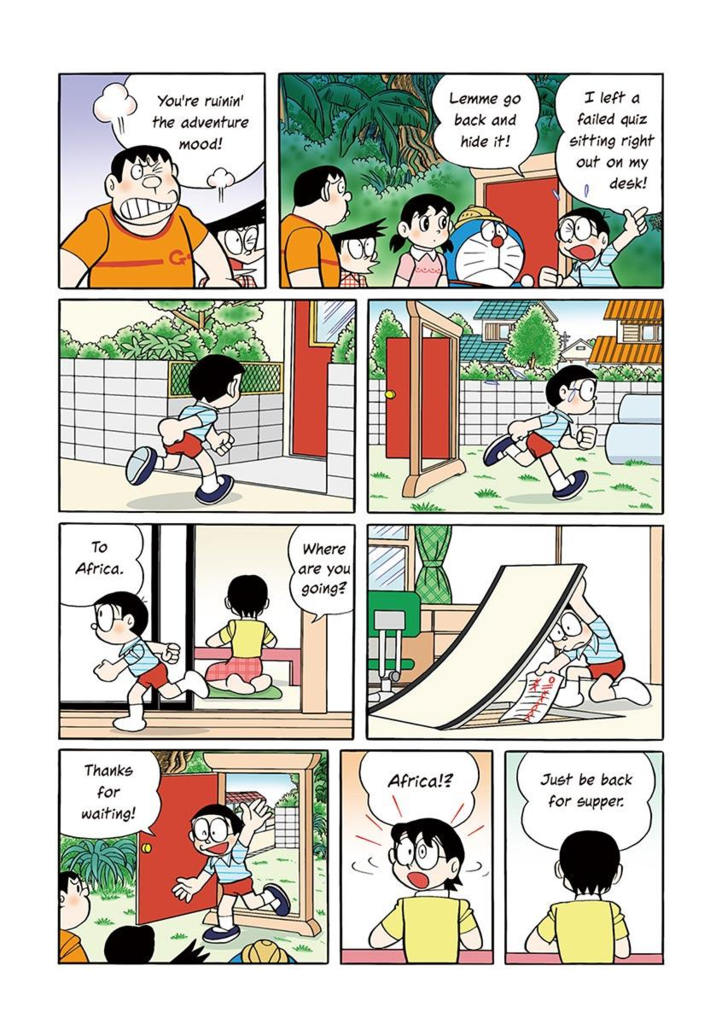 I left a
failed quiz
sitting right
out on my
desk!
Lemme go
back and
hide it!
You're ruinin'
the adventure
mood!
G
Where
are you
going?
To
Africa.
Just be back
for supper.
Africa!?
Thanks
for
waiting!